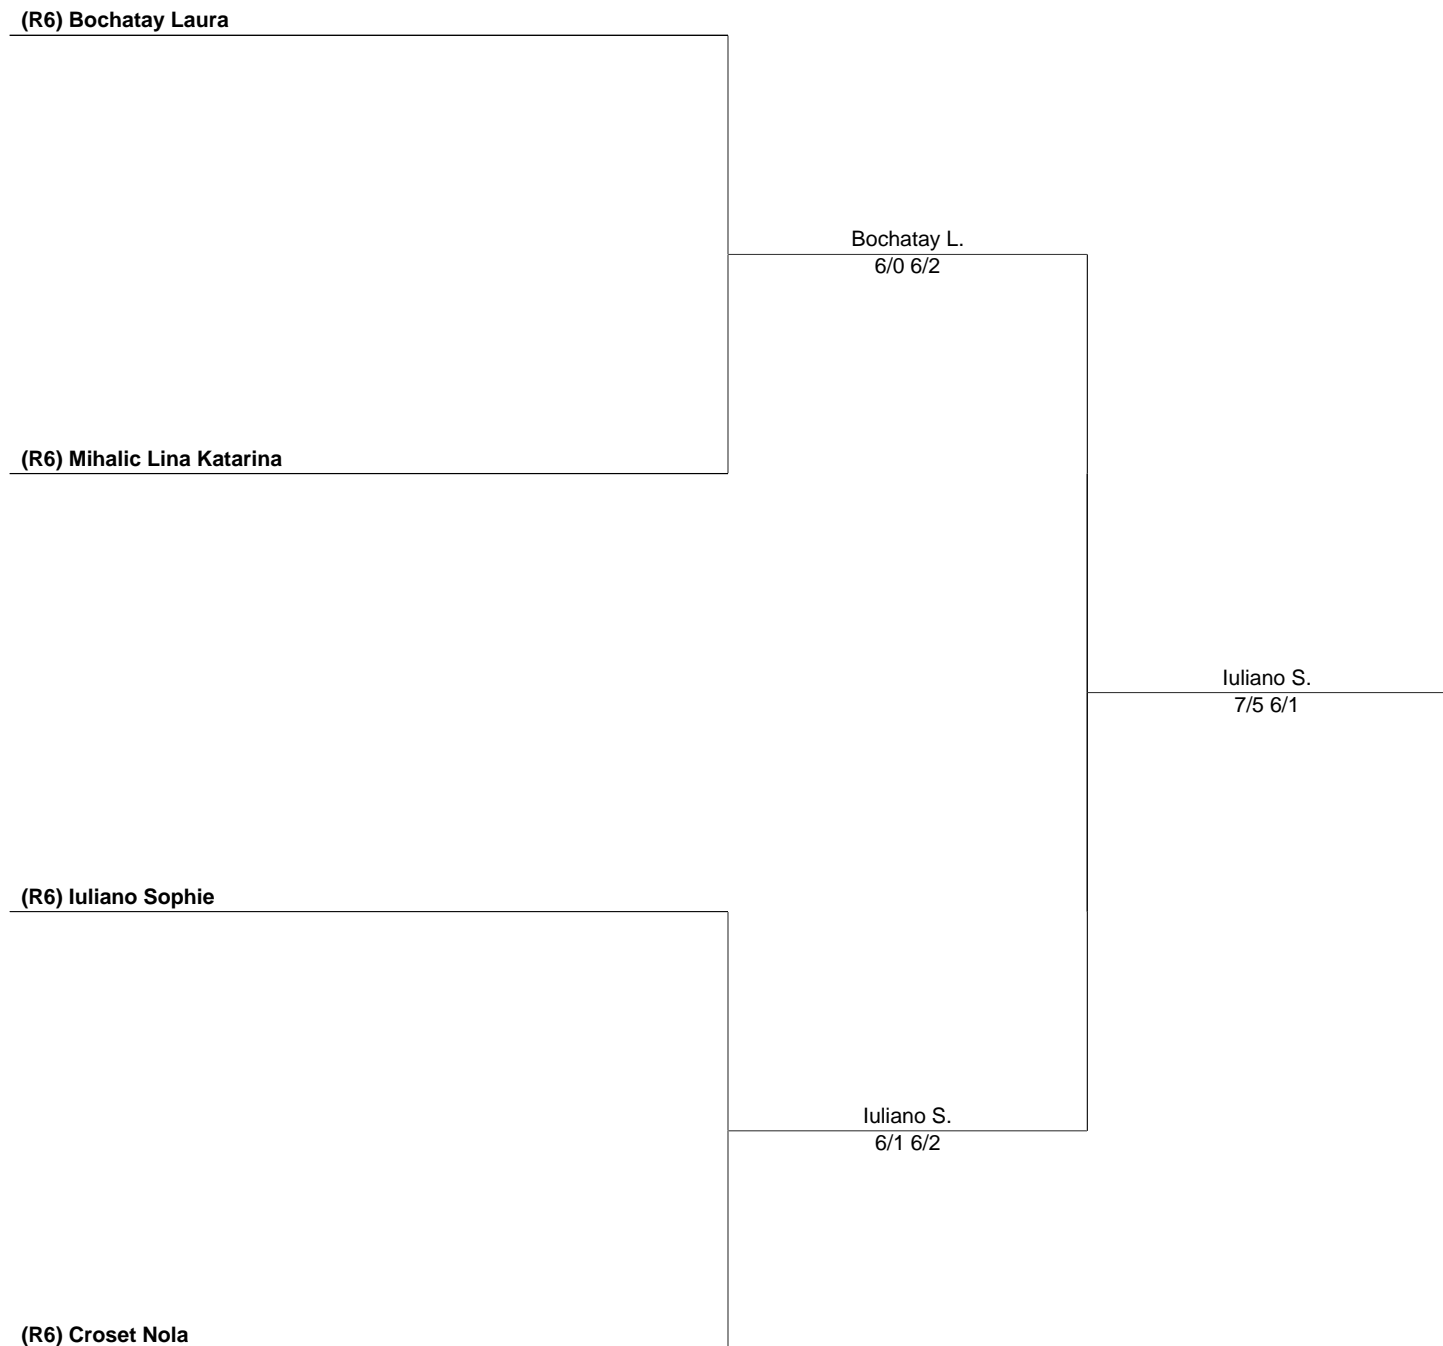 (R6) Bochatay Laura
Bochatay L.
6/0 6/2
(R6) Mihalic Lina Katarina
Iuliano S.
7/5 6/1
(R6) Iuliano Sophie
Iuliano S.
6/1 6/2
(R6) Croset Nola